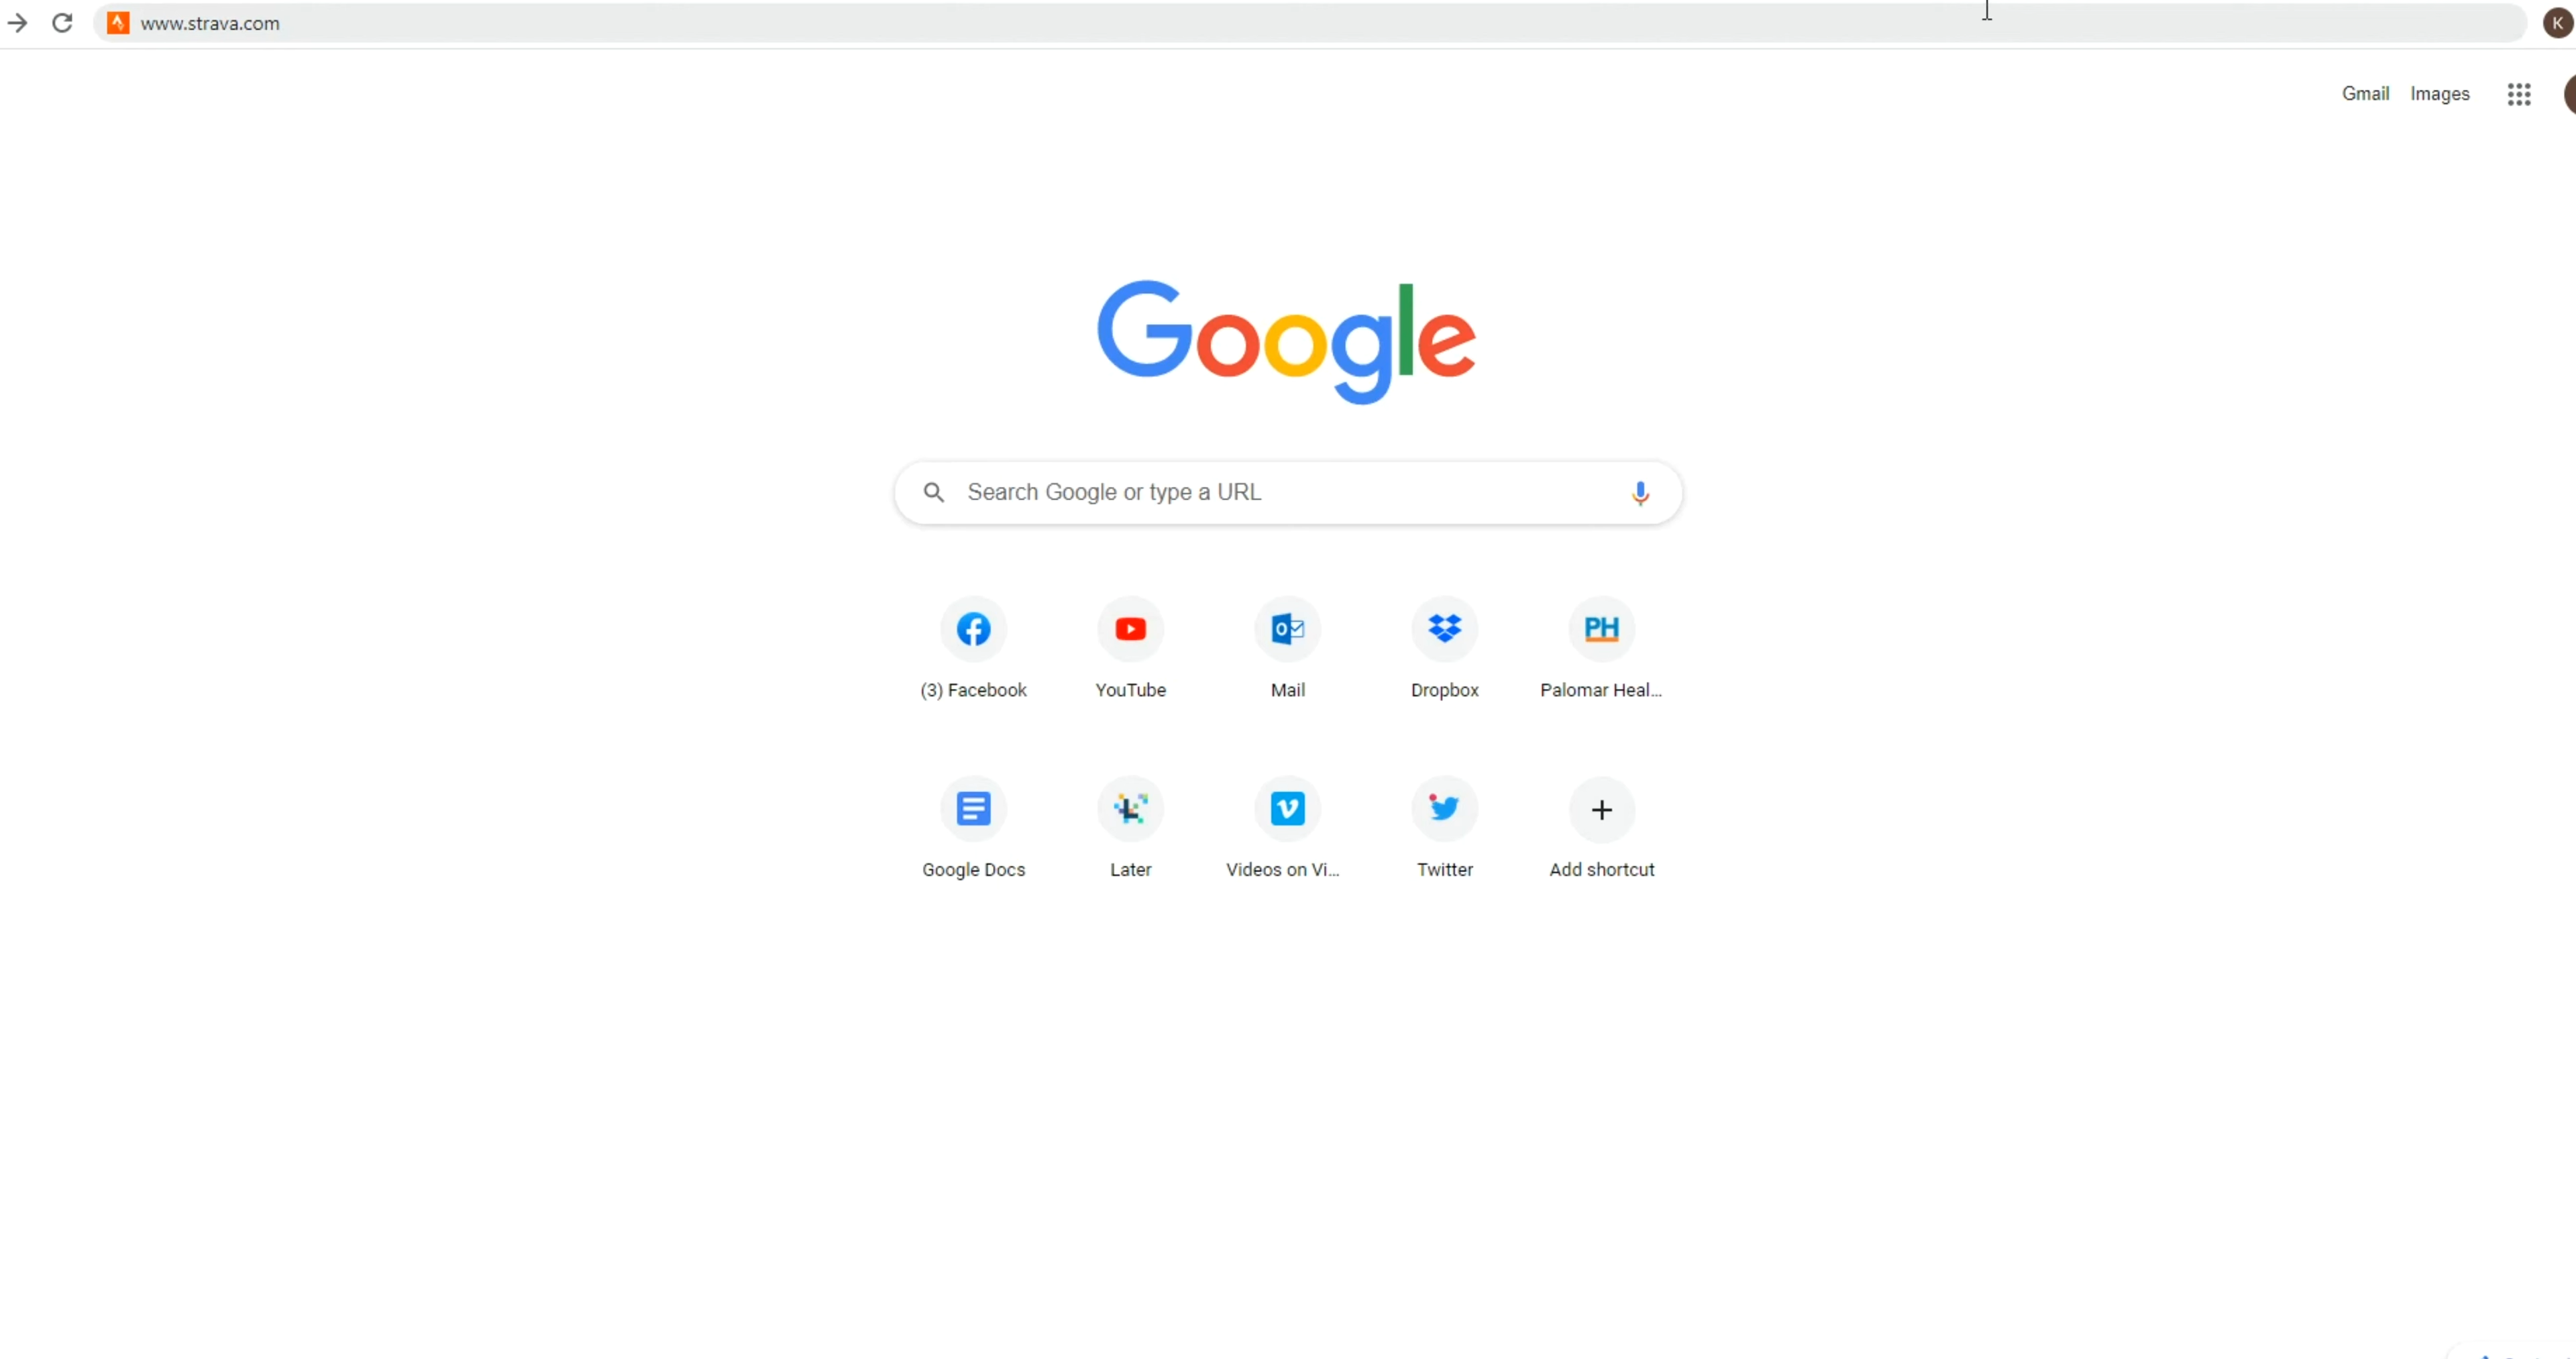 www.strava.com
K
Gmail Images
Google
Search Google or type a URL
PH
(3) Facebook YouTube Mail Dropbox Palomar Heal...
Google Docs Later Videos on Vi... Twitter Add shortcut